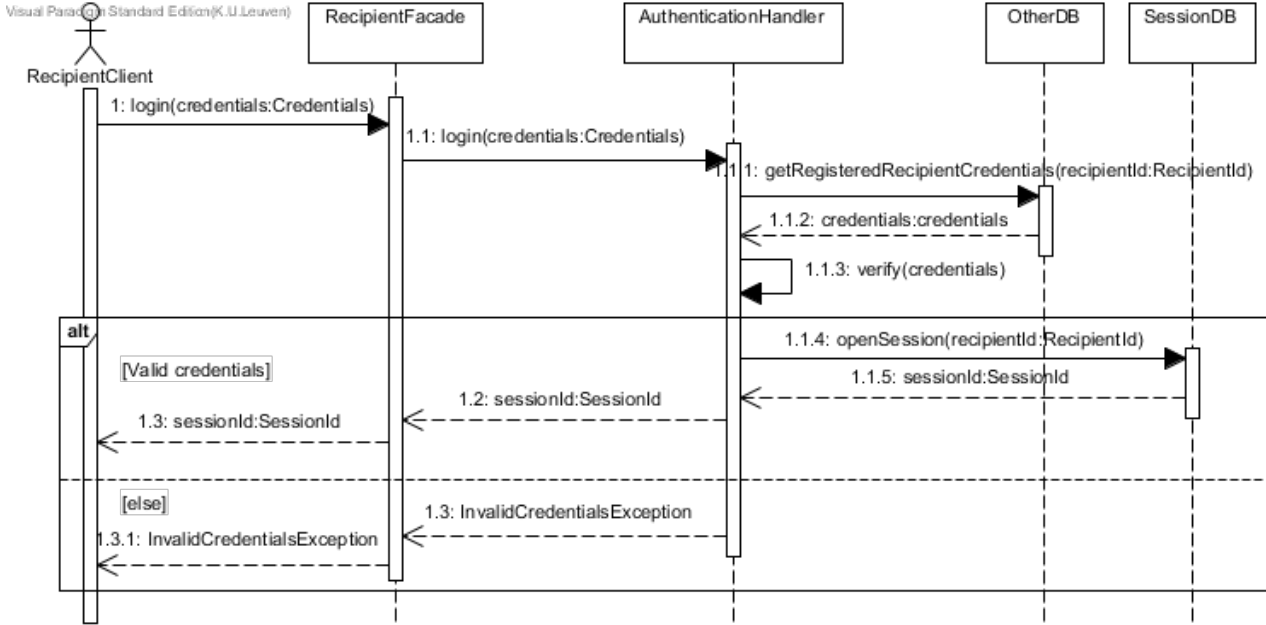 Visual Paradigm Standard Edition(K.U.Leuven)
RecipientFacade
AuthenticationHandler
OtherDB
SessionDB
RecipientClient
1: login(credentials:Credentials)
1.1: login(credentials:Credentials)
1.1.1: getRegisteredRecipientCredentials(recipientId:RecipientId)
1.1.2: credentials:credentials
1.1.3: verify(credentials)
alt
1.1.4: openSession(recipientId:RecipientId)
[Valid credentials]
1.1.5: sessionId:SessionId
1.2: sessionId:SessionId
1.3: sessionId:SessionId
[else]
1.3: InvalidCredentialsException
1.3.1: InvalidCredentialsException